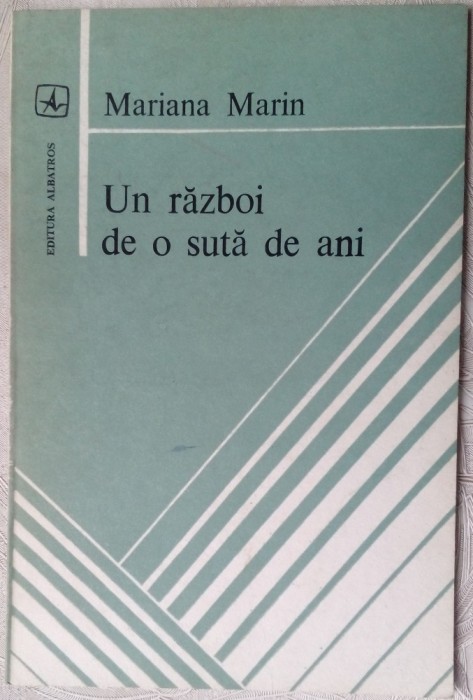 Mariana Marin
EDITURA ALBATROS
Un război
de o sută de ani